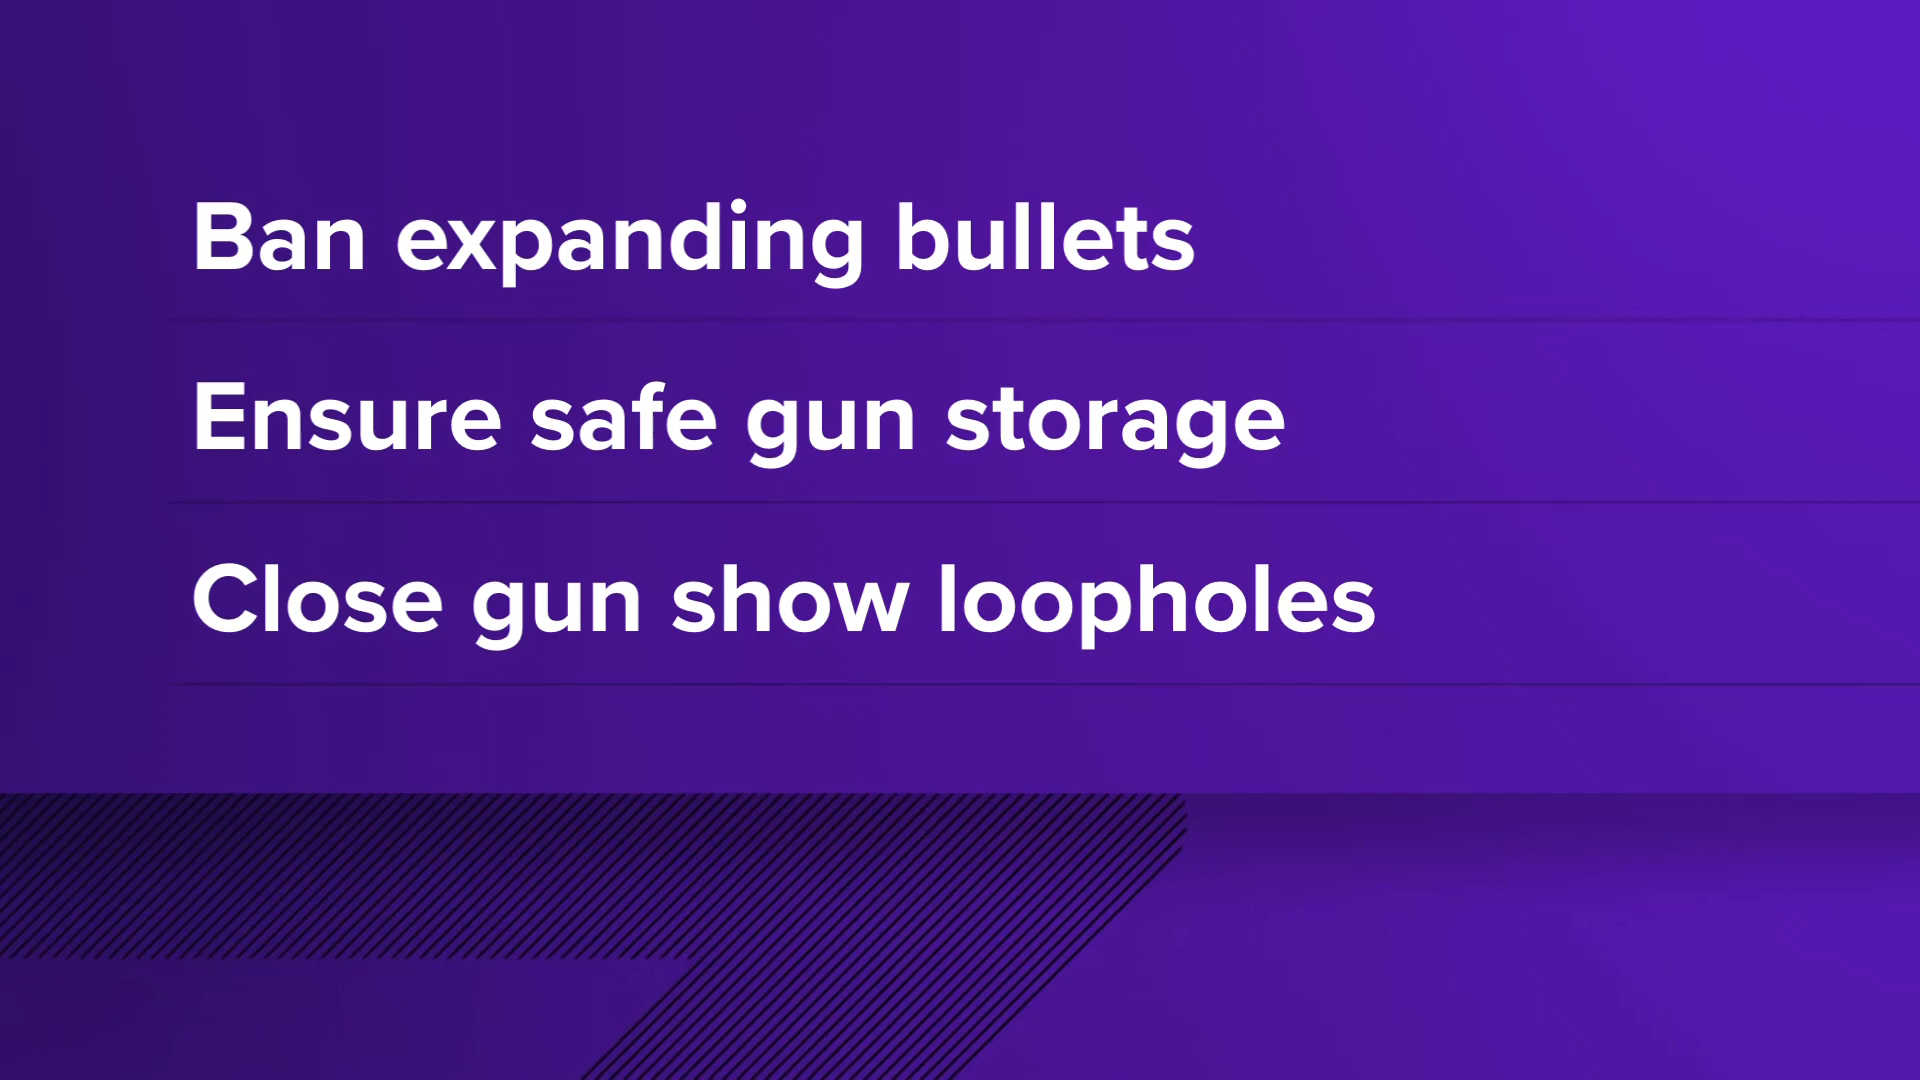 Ban expanding bullets
Ensure safe gun storage
Close gun show loopholes